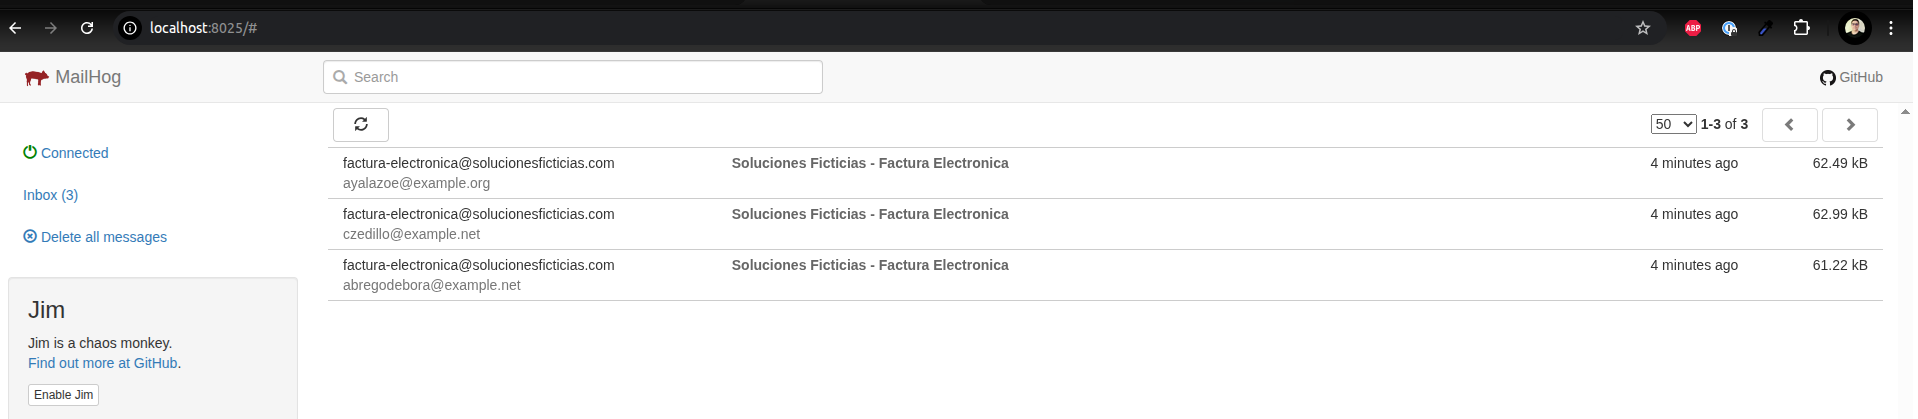 localhost:8025/#
ABP
MailHog
Search
GitHub
50 1-3 of 3
Connected
Inbox (3)
Delete all messages
factura-electronica@solucionesficticias.com Soluciones Ficticias - Factura Electronica 4 minutes ago 62.49 kB
ayalazoe@example.org
factura-electronica@solucionesficticias.com Soluciones Ficticias - Factura Electronica 4 minutes ago 62.99 kB
czedillo@example.net
factura-electronica@solucionesficticias.com Soluciones Ficticias - Factura Electronica 4 minutes ago 61.22 kB
abregodebora@example.net
Jim
Jim is a chaos monkey.
Find out more at GitHub.
Enable Jim